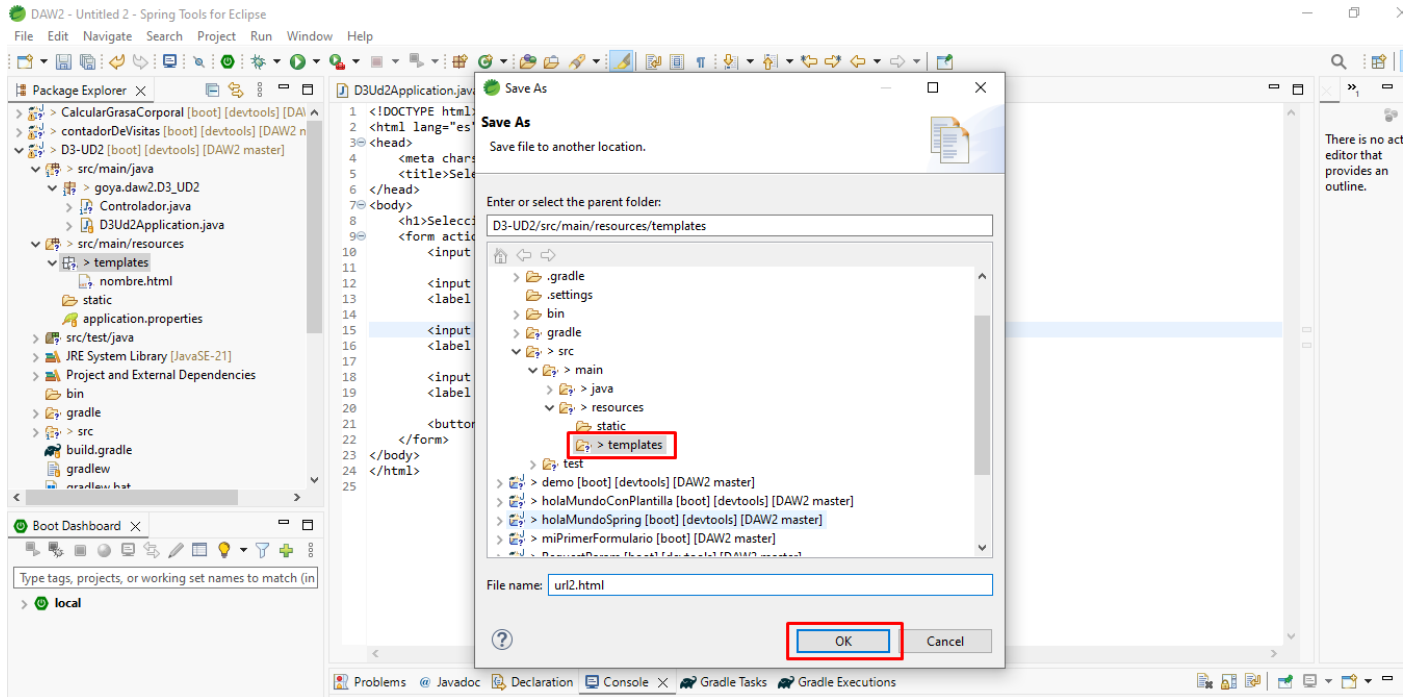 DAW2 - Untitled 2 - Spring Tools for Eclipse
File Edit Navigate Search Project Run Window Help
Package Explorer
> CalcularGrasaCorporal [boot] [devtools] [DAW
> contadorDeVisitas [boot] [devtools] [DAW2 n
> D3-UD2 [boot] [devtools] [DAW2 master]
> src/main/java
> goya.daw2.D3_UD2
Controlador.java
D3Ud2Application.java
> src/main/resources
> templates
nombre.html
static
application.properties
src/test/java
JRE System Library [JavaSE-21]
Project and External Dependencies
bin
gradle
> src
build.gradle
gradlew
gradlew.bat
Boot Dashboard
Type tags, projects, or working set names to match (in
local
D3Ud2Application.java
1 <!DOCTYPE html>
2 <html lang="es"
3 <head>
4 <meta chars
5 <title>Sele
6 </head>
7 <body>
8 <h1>Selecci
9 <form actio
10 <input
11
12 <input
13 <label
14
15 <input
16 <label
17
18 <input
19 <label
20
21 <button
22 </form>
23 </body>
24 </html>
25
Save As
Save As
Save file to another location.
Enter or select the parent folder:
D3-UD2/src/main/resources/templates
.gradle
.settings
bin
gradle
> src
> main
> java
> resources
static
> templates
test
> demo [boot] [devtools] [DAW2 master]
> holaMundoConPlantilla [boot] [devtools] [DAW2 master]
> holaMundoSpring [boot] [devtools] [DAW2 master]
> miPrimerFormulario [boot] [DAW2 master]
> RequestParam [boot] [devtools] [DAW2 master]
File name: url2.html
OK Cancel
»1
There is no act
editor that
provides an
outline.
Problems @ Javadoc Declaration Console Gradle Tasks Gradle Executions